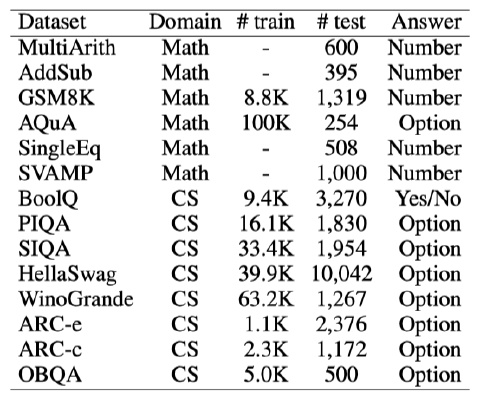 Dataset Domain # train # test Answer
MultiArith Math - 600 Number
AddSub Math - 395 Number
GSM8K Math 8.8K 1,319 Number
AQuA Math 100K 254 Option
SingleEq Math - 508 Number
SVAMP Math - 1,000 Number
BoolQ CS 9.4K 3,270 Yes/No
PIQA CS 16.1K 1,830 Option
SIQA CS 33.4K 1,954 Option
HellaSwag CS 39.9K 10,042 Option
WinoGrande CS 63.2K 1,267 Option
ARC-e CS 1.1K 2,376 Option
ARC-c CS 2.3K 1,172 Option
OBQA CS 5.0K 500 Option